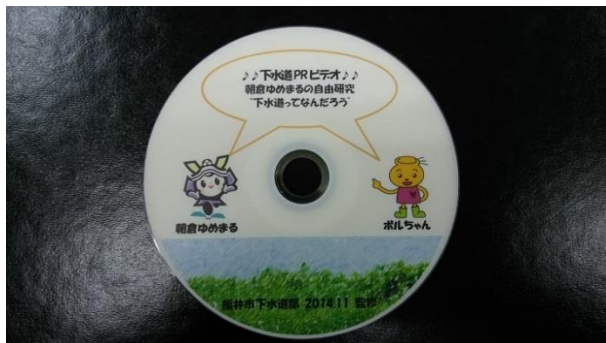 ♪♪下水道PRビデオ♪♪
朝倉ゆめまるの自由研究
"下水道ってなんだろう"
朝倉ゆめまる
ポルちゃん
福井市下水道部 2014.11 監修